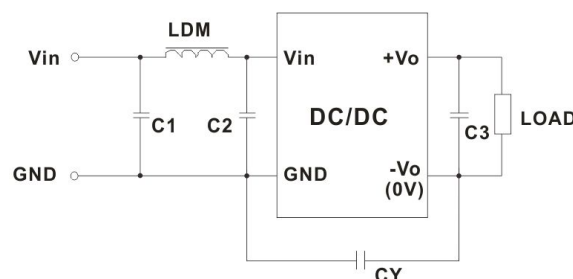 LDM
Vin
Vin
+Vo
C1
C2
DC/DC
C3
LOAD
GND
GND
-Vo
(0V)
CY